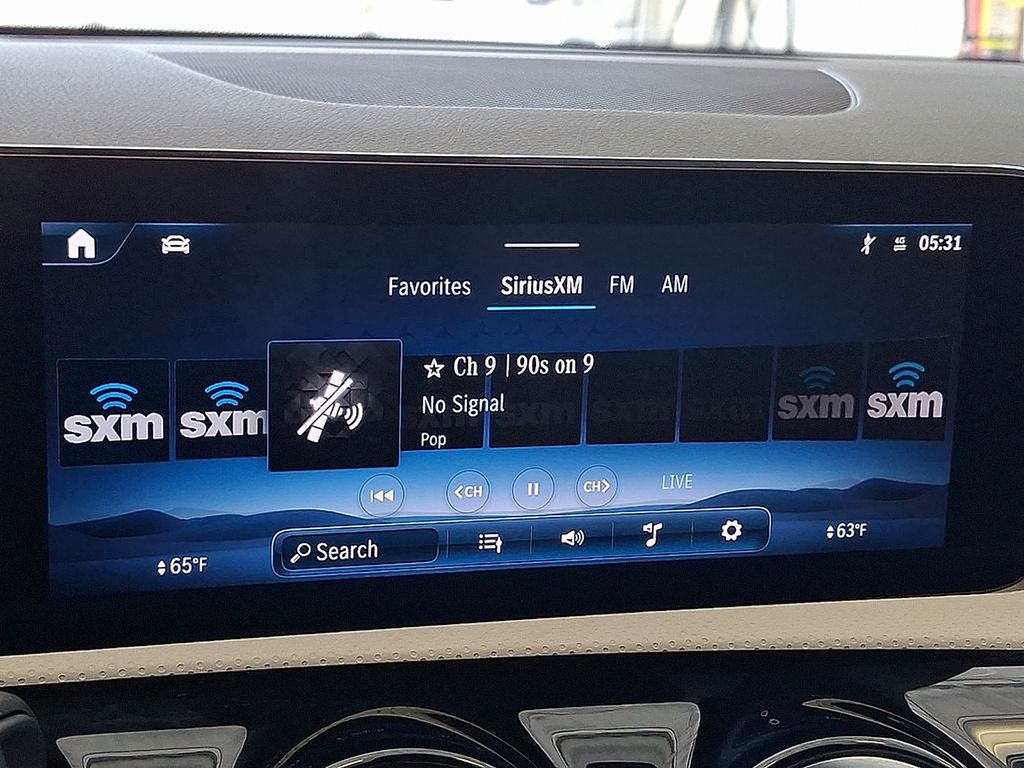 4G 05:31
Favorites SiriusXM FM AM
Ch 9 | 90s on 9
sxm sxm No Signal sxm sxm
Pop
<CH CH> LIVE
Search
65°F 63°F